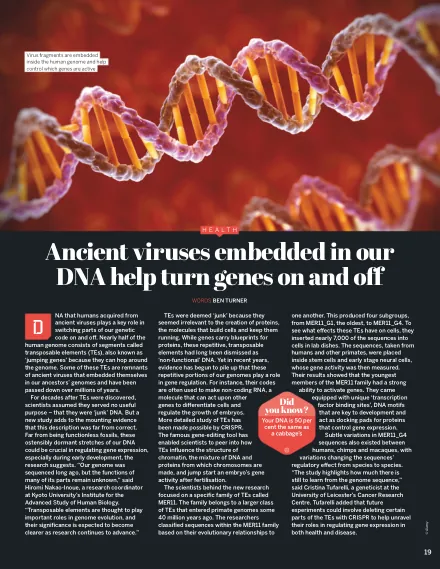 Virus fragments are embedded
inside the human genome and help
control which genes are active
HEALTH
Ancient viruses embedded in our
DNA help turn genes on and off
WORDS BEN TURNER
DNA that humans acquired from
ancient viruses plays a key role in
switching parts of our genetic
code on and off. Nearly half of the
human genome consists of segments called
transposable elements (TEs), also known as
‘jumping genes’ because they can hop around
the genome. Some of these TEs are remnants
of ancient viruses that embedded themselves
in our ancestors’ genomes and have been
passed down over millions of years.
For decades after TEs were discovered,
scientists assumed they served no useful
purpose – that they were ‘junk’ DNA. But a
new study adds to the mounting evidence
that this description was far from correct.
Far from being functionless fossils, these
ostensibly dormant stretches of our DNA
could be crucial in regulating gene expression,
especially during early development, the
research suggests. “Our genome was
sequenced long ago, but the functions of
many of its parts remain unknown,” said
Hiromi Nakao-Inoue, a research coordinator
at Kyoto University’s Institute for the
Advanced Study of Human Biology.
“Transposable elements are thought to play
important roles in genome evolution, and
their significance is expected to become
clearer as research continues to advance.”
TEs were deemed ‘junk’ because they
seemed irrelevant to the creation of proteins,
the molecules that build cells and keep them
running. While genes carry blueprints for
proteins, these repetitive, transposable
elements had long been dismissed as
‘non-functional’ DNA. Yet in recent years,
evidence has begun to pile up that these
repetitive portions of our genomes play a role
in gene regulation. For instance, their codes
are often used to make non-coding RNA, a
molecule that can act upon other
genes to differentiate cells and
regulate the growth of embryos.
More detailed study of TEs has
been made possible by CRISPR.
The famous gene-editing tool has
enabled scientists to peer into how
TEs influence the structure of
chromatin, the mixture of DNA and
proteins from which chromosomes are
made, and jump start an embryo’s gene
activity after fertilisation.
The scientists behind the new research
focused on a specific family of TEs called
MER11. The family belongs to a larger class
of TEs that entered primate genomes some
40 million years ago. The researchers
classified sequences within the MER11 family
based on their evolutionary relationships to
one another. This produced four subgroups,
from MER11_G1, the oldest, to MER11_G4. To
see what effects these TEs have on cells, they
inserted nearly 7,000 of the sequences into
cells in lab dishes. The sequences, taken from
humans and other primates, were placed
inside stem cells and early stage neural cells,
whose gene activity was then measured.
Their results showed that the youngest
members of the MER11 family had a strong
ability to activate genes. They came
equipped with unique ‘transcription
factor binding sites’, DNA motifs
that are key to development and
act as docking pads for proteins
that control gene expression.
Subtle variations in MER11_G4
sequences also existed between
humans, chimps and macaques, with
variations changing the sequences’
regulatory effect from species to species.
“The study highlights how much there is
still to learn from the genome sequence,”
said Cristina Tufarelli, a geneticist at the
University of Leicester’s Cancer Research
Centre. Tufarelli added that future
experiments could involve deleting certain
parts of the TEs with CRISPR to help unravel
their roles in regulating gene expression in
both health and disease.
Did
you know?
Your DNA is 50 per
cent the same as
a cabbage’s
19